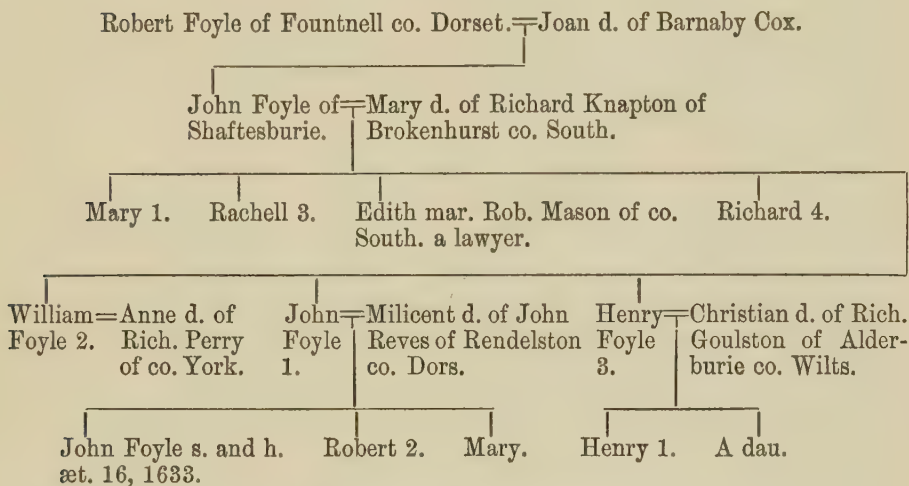 Robert Foyle of Fountnell co. Dorset.=Joan d. of Barnaby Cox.
John Foyle of=Mary d. of Richard Knapton of
Shaftesburie. Brokenhurst co. South.
Mary 1. Rachell 3. Edith mar. Rob. Mason of co. Richard 4.
South. a lawyer.
William=Anne d. of John=Milicent d. of John Henry=Christian d. of Rich.
Foyle 2. Rich. Perry Foyle Reves of Rendelston Foyle Goulston of Alder-
of co. York. 1. co. Dors. 3. burie co. Wilts.
John Foyle s. and h. Robert 2. Mary. Henry 1. A dau.
æt. 16, 1633.